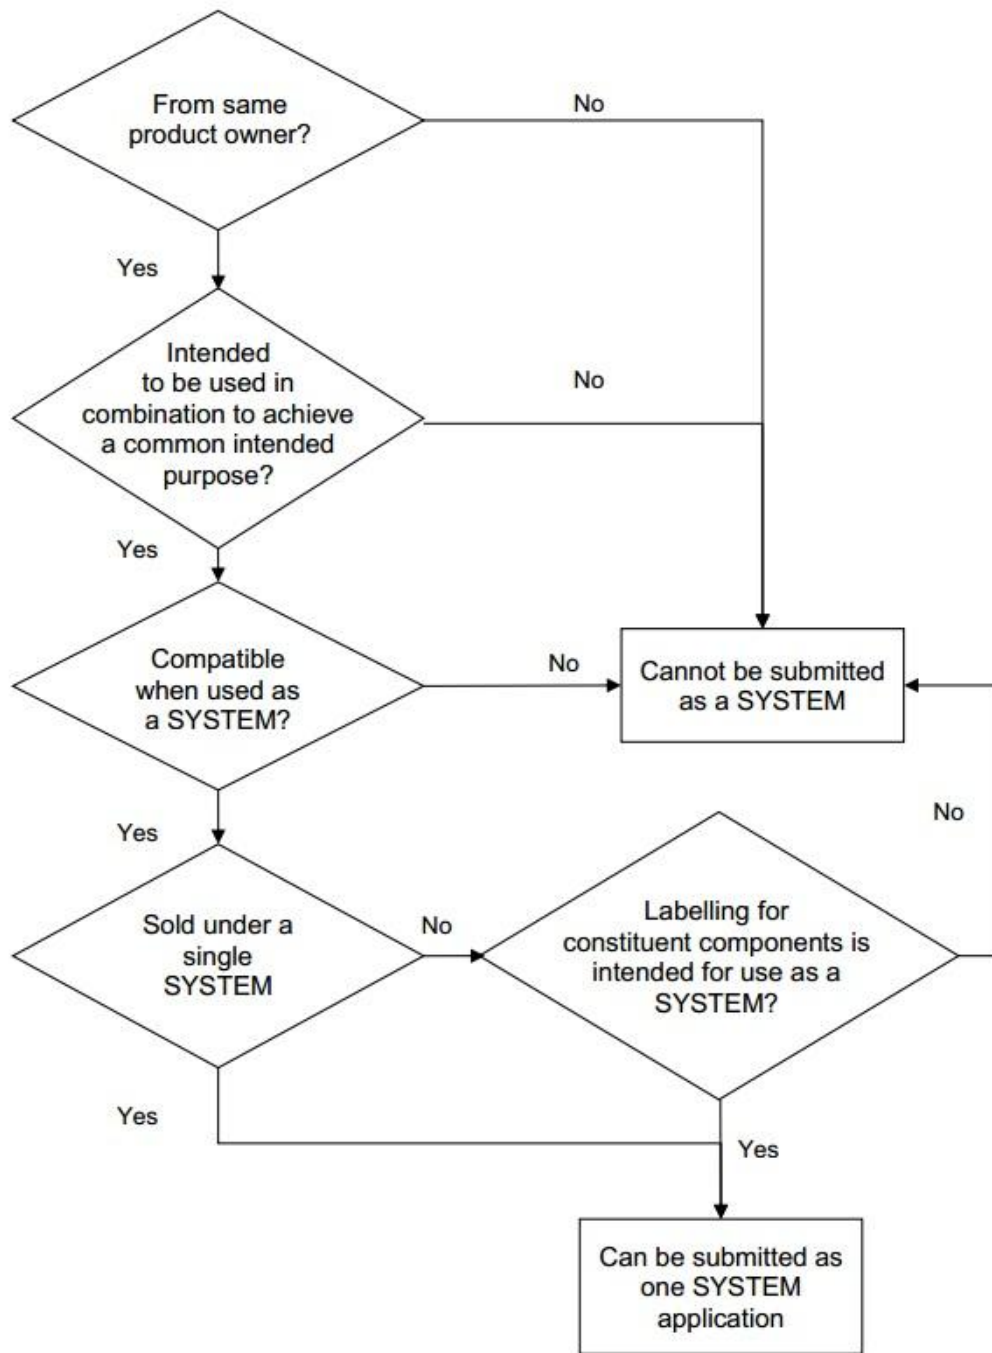 From same
product owner?
No
Yes
Intended
to be used in
combination to achieve
a common intended
purpose?
No
Yes
Compatible
when used as
a SYSTEM?
No
Cannot be submitted
as a SYSTEM
Yes
Sold under a
single
SYSTEM
No
Labelling for
constituent components is
intended for use as a
SYSTEM?
No
Yes
Yes
Can be submitted as
one SYSTEM
application